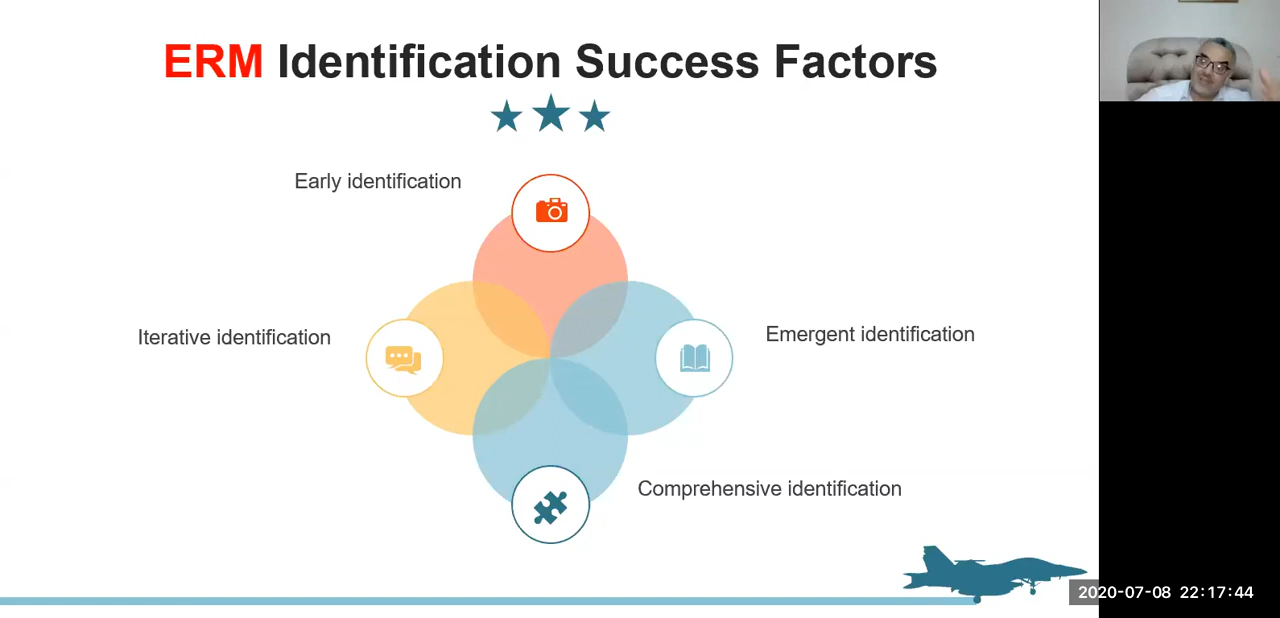 ERM Identification Success Factors
Early identification
Iterative identification
Emergent identification
Comprehensive identification
2020-07-08 22:17:44